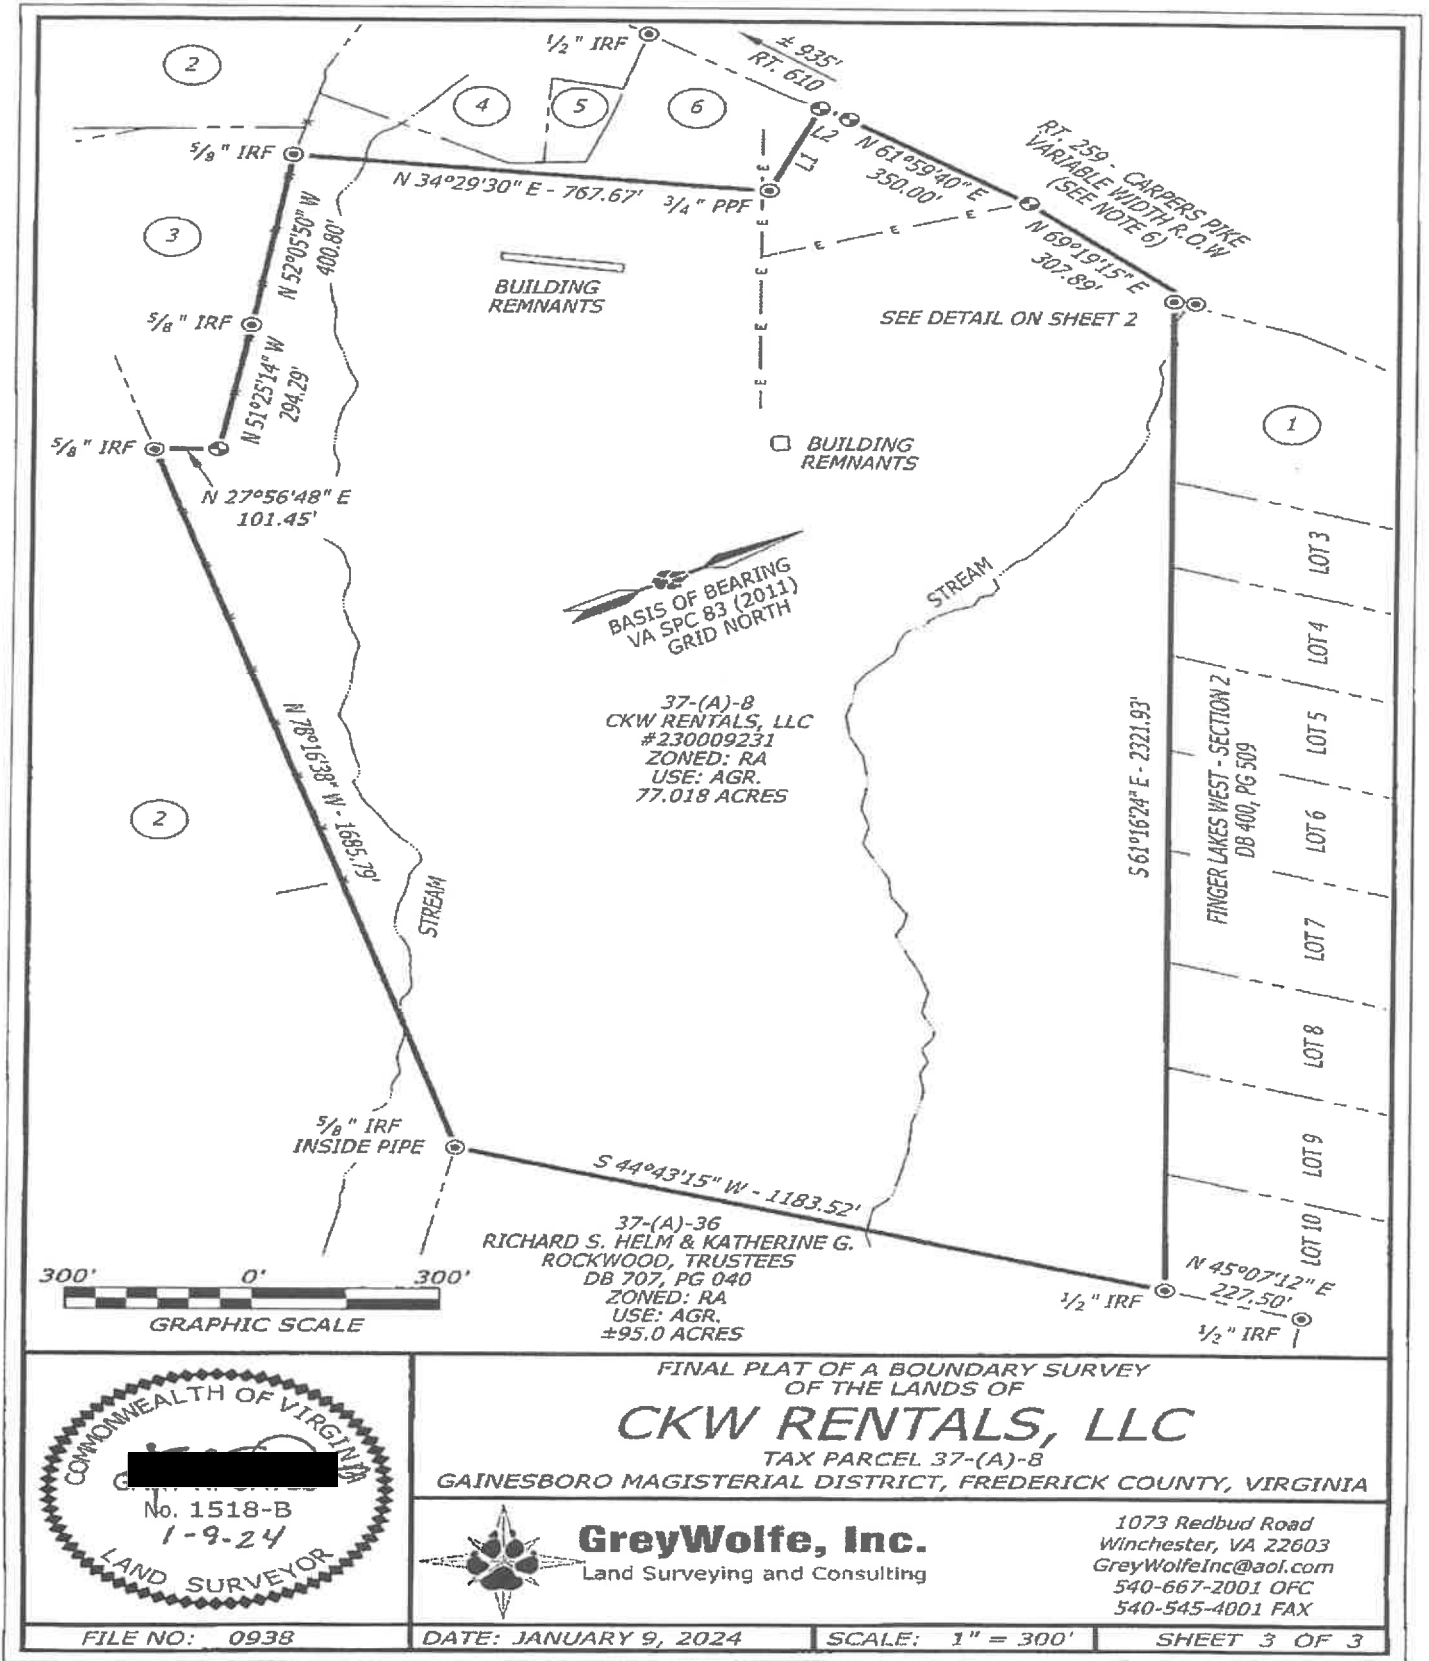 1/2" IRF
± 935'
RT. 610
2
4
5
6
5/8" IRF
N 34°29'30" E - 767.67'
3/4" PPF
L1
L2
N 61°59'40" E
350.00'
RT. 259 - CARPERS PIKE
VARIABLE WIDTH R.O.W
(SEE NOTE 6)
N 69°19'15" E
307.89'
SEE DETAIL ON SHEET 2
3
N 52°05'50" W
400.80'
E
E
E
E
E
E
E
E
BUILDING
REMNANTS
5/8" IRF
N 51°25'14" W
294.29'
5/8" IRF
N 27°56'48" E
101.45'
BUILDING
REMNANTS
1
BASIS OF BEARING
VA SPC 83 (2011)
GRID NORTH
STREAM
37-(A)-8
CKW RENTALS, LLC
#230009231
ZONED: RA
USE: AGR.
77.018 ACRES
S 61°16'24" E - 2321.93'
FINGER LAKES WEST - SECTION 2
DB 400, PG 509
LOT 3
LOT 4
LOT 5
LOT 6
LOT 7
LOT 8
LOT 9
LOT 10
N 78°16'38" W - 1685.79'
2
STREAM
5/8" IRF
INSIDE PIPE
S 44°43'15" W - 1183.52'
37-(A)-36
RICHARD S. HELM & KATHERINE G.
ROCKWOOD, TRUSTEES
DB 707, PG 040
ZONED: RA
USE: AGR.
±95.0 ACRES
N 45°07'12" E
227.50'
1/2" IRF
1/2" IRF
300' 0' 300'
GRAPHIC SCALE
COMMONWEALTH OF VIRGINIA
No. 1518-B
1-9-24
LAND SURVEYOR
FINAL PLAT OF A BOUNDARY SURVEY
OF THE LANDS OF
CKW RENTALS, LLC
TAX PARCEL 37-(A)-8
GAINESBORO MAGISTERIAL DISTRICT, FREDERICK COUNTY, VIRGINIA
GreyWolfe, Inc.
Land Surveying and Consulting
1073 Redbud Road
Winchester, VA 22603
GreyWolfeInc@aol.com
540-667-2001 OFC
540-545-4001 FAX
FILE NO: 0938
DATE: JANUARY 9, 2024
SCALE: 1" = 300'
SHEET 3 OF 3